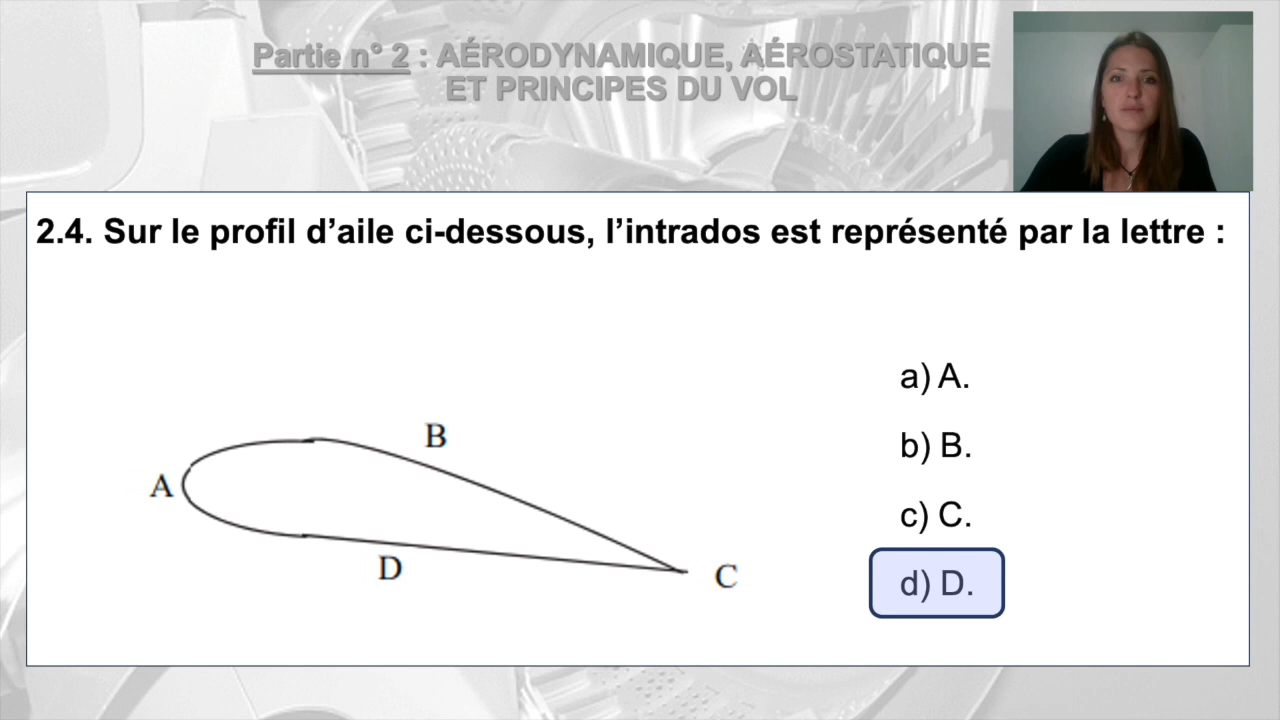 Partie n° 2 : AÉRODYNAMIQUE, AÉROSTATIQUE
ET PRINCIPES DU VOL
2.4. Sur le profil d’aile ci-dessous, l’intrados est représenté par la lettre :
a) A.
B
b) B.
A
c) C.
D
C
d) D.